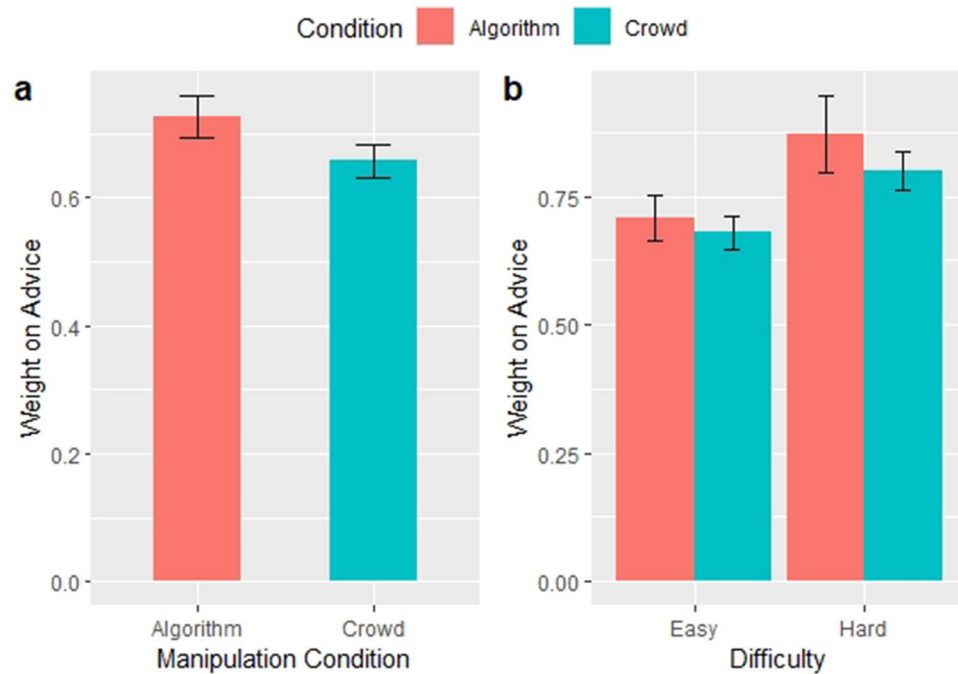 Condition Algorithm Crowd
a
Weight on Advice
0.6
0.4
0.2
0.0
Algorithm Crowd
Manipulation Condition
b
Weight on Advice
0.75
0.50
0.25
0.00
Easy Hard
Difficulty